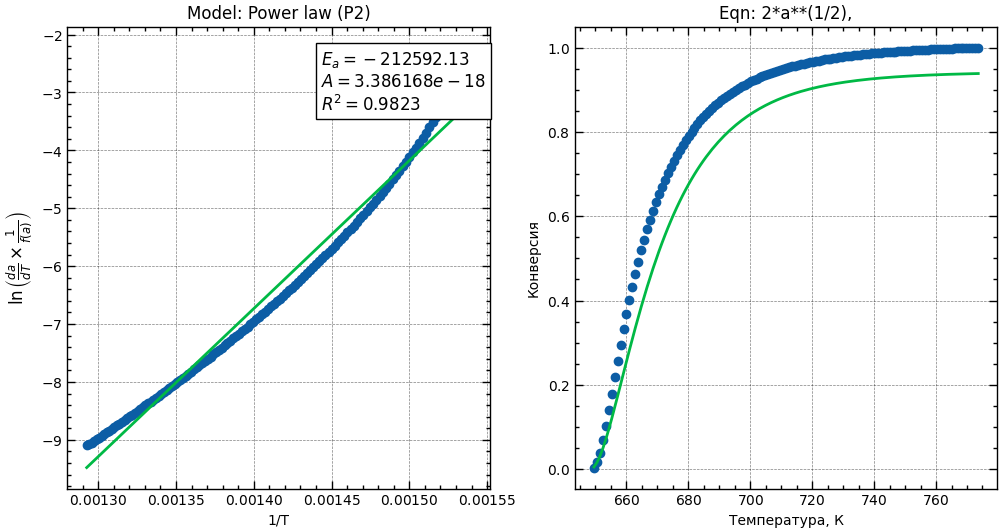 Model: Power law (P2)
Eqn: 2*a**(1/2),
E_a = −212592.13
A = 3.386168e − 18
R^2 = 0.9823
ln(da/dT × 1/f(a))
−2
−3
−4
−5
−6
−7
−8
−9
0.00130
0.00135
0.00140
0.00145
0.00150
0.00155
1/T
Конверсия
1.0
0.8
0.6
0.4
0.2
0.0
660
680
700
720
740
760
Температура, К